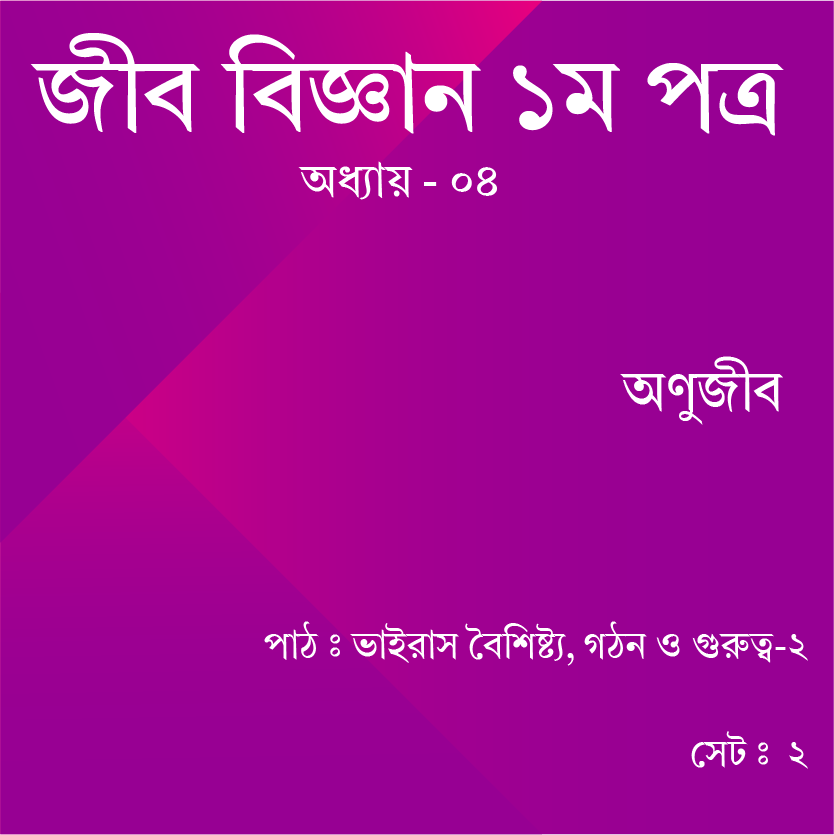 জীব বিজ্ঞান ১ম পত্র
অধ্যায় - ০৪
অণুজীব
পাঠ ঃ ভাইরাস বৈশিষ্ট্য, গঠন ও গুরুত্ব-২
সেট ঃ ২